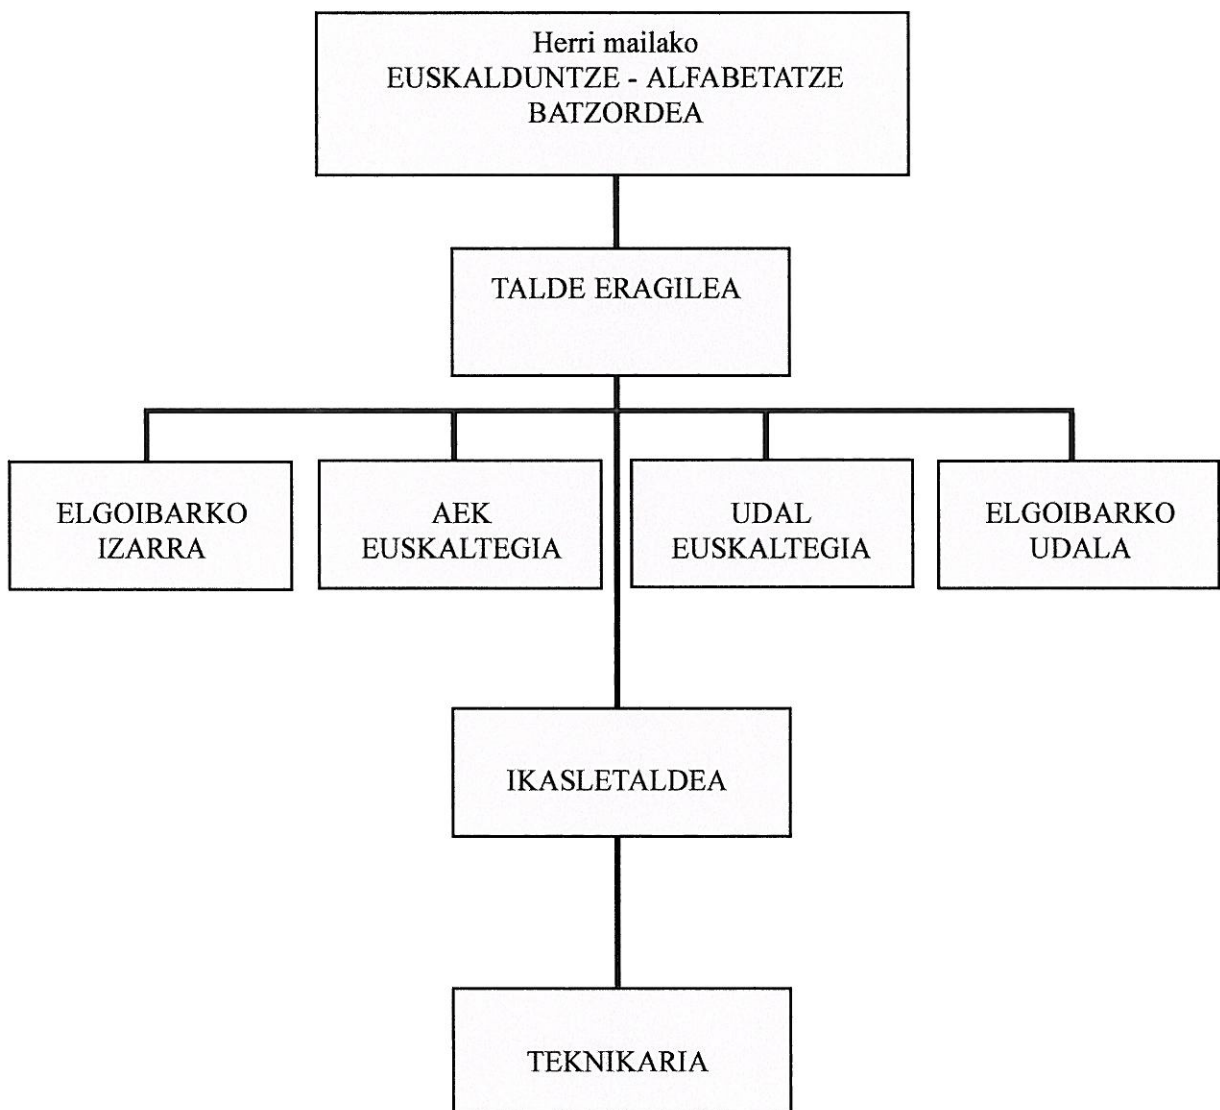 Herri mailako
EUSKALDUNTZE - ALFABETATZE
BATZORDEA
TALDE ERAGILEA
ELGOIBARKO
IZARRA
AEK
EUSKALTEGIA
UDAL
EUSKALTEGIA
ELGOIBARKO
UDALA
IKASLETALDEA
TEKNIKARIA